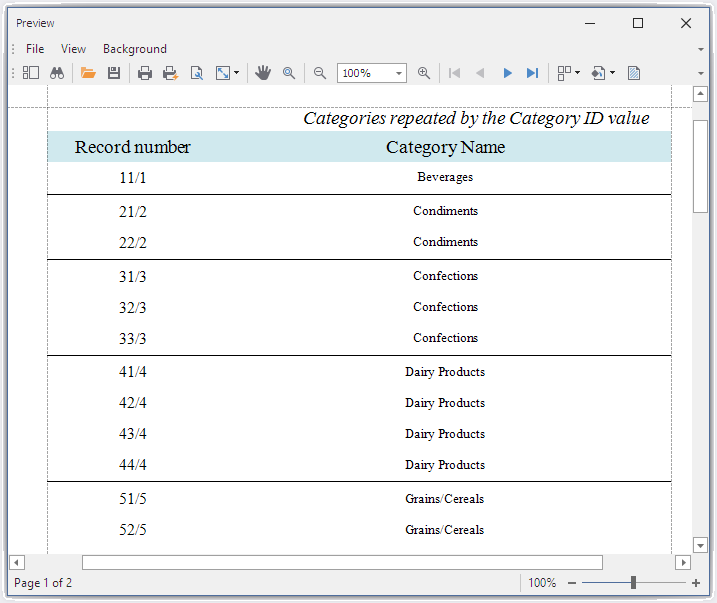 Preview
File View Background
100%
Categories repeated by the Category ID value
Record number Category Name
11/1 Beverages
21/2 Condiments
22/2 Condiments
31/3 Confections
32/3 Confections
33/3 Confections
41/4 Dairy Products
42/4 Dairy Products
43/4 Dairy Products
44/4 Dairy Products
51/5 Grains/Cereals
52/5 Grains/Cereals
Page 1 of 2 100%